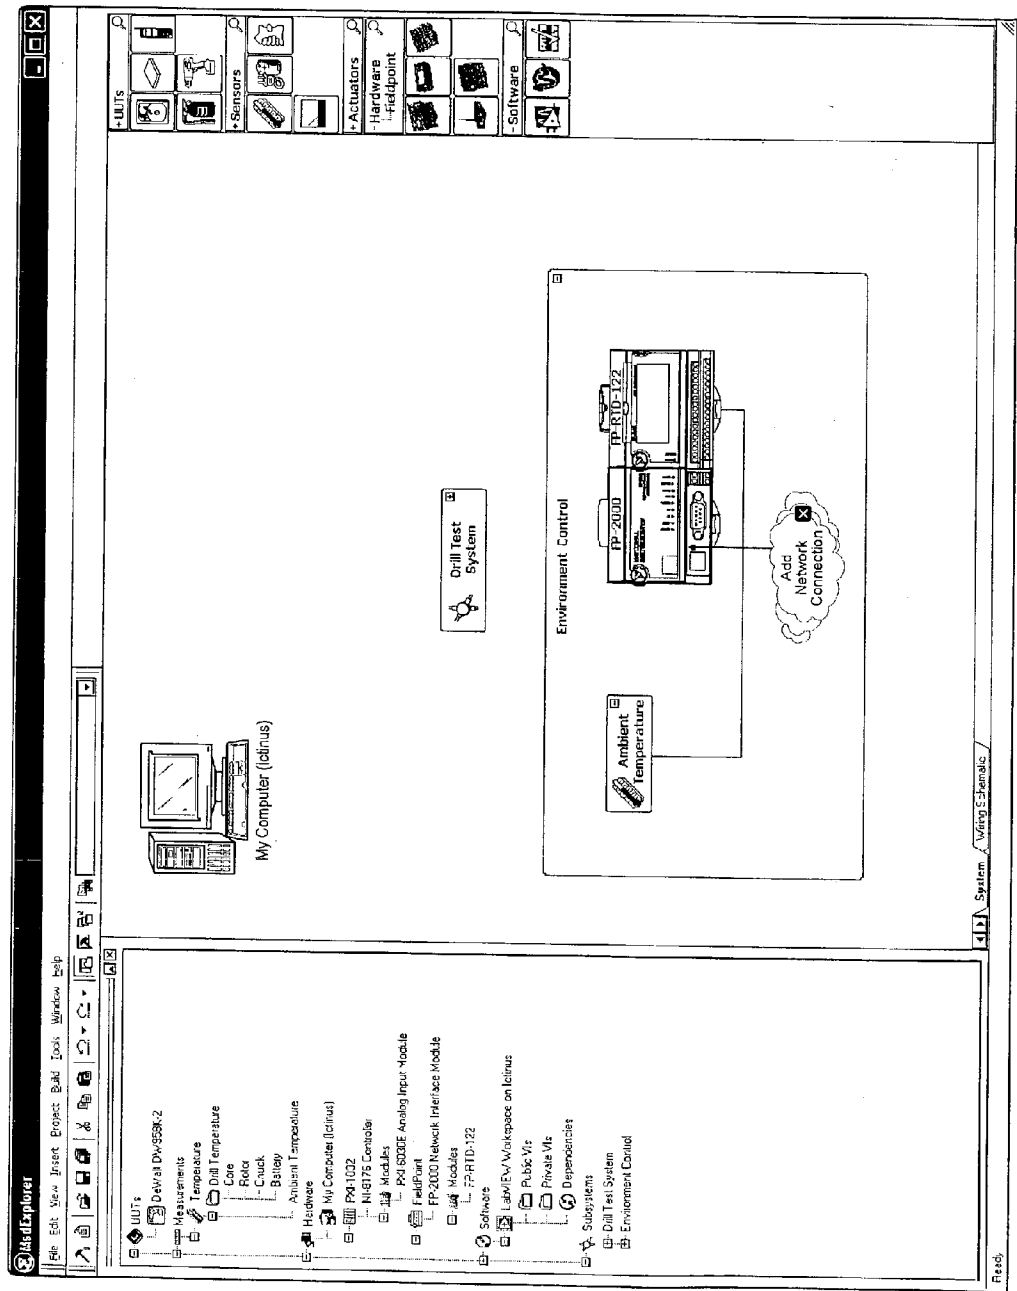 MsdExplorer
File Edit View Insert Project Build Tools Window Help
UUTs
DeWalt DW958K-2
Measurements
Temperature
Drill Temperature
Core
Rotor
Chuck
Battery
Ambient Temperature
Hardware
My Computer (Ictinus)
PXI-1002
NI-8176 Controller
Modules
PXI-6030E Analog Input Module
FieldPoint
FP-2000 Network Interface Module
Modules
FP-RTD-122
Software
LabVIEW Workspace on Ictinus
Public VIs
Private VIs
Dependencies
Subsystems
Drill Test System
Environment Control
My Computer (Ictinus)
Drill Test
System
Environment Control
Ambient
Temperature
FP-2000
FP-RTD-122
Add
Network
Connection
+UUTs
+Sensors
+Actuators
-Hardware
Fieldpoint
-Software
System
Wiring Schematic
Ready